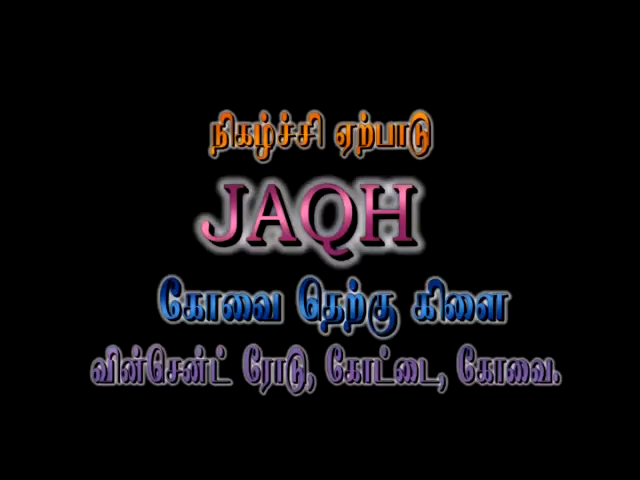 நிகழ்ச்சி ஏற்பாடு
JAQH
கோவை தெற்கு கிளை
வின்சென்ட் ரோடு, கோட்டை, கோவை.